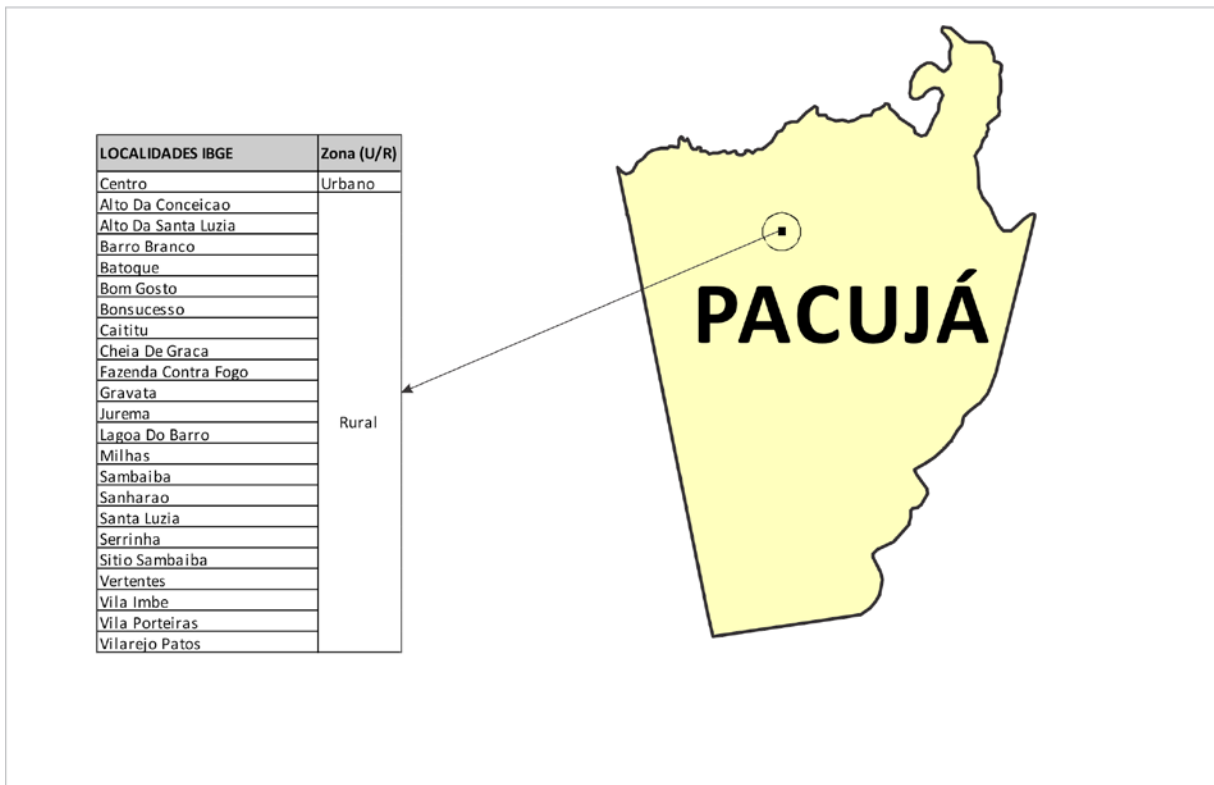 LOCALIDADES IBGE Zona (U/R)
Centro Urbano
Alto Da Conceicao
Alto Da Santa Luzia
Barro Branco
Batoque
Bom Gosto
Bonsucesso
Caititu
Cheia De Graca
Fazenda Contra Fogo
Gravata
Jurema
Lagoa Do Barro
Milhas
Sambaiba
Sanharao
Santa Luzia
Serrinha
Sitio Sambaiba
Vertentes
Vila Imbe
Vila Porteiras
Vilarejo Patos
Rural
PACUJÁ